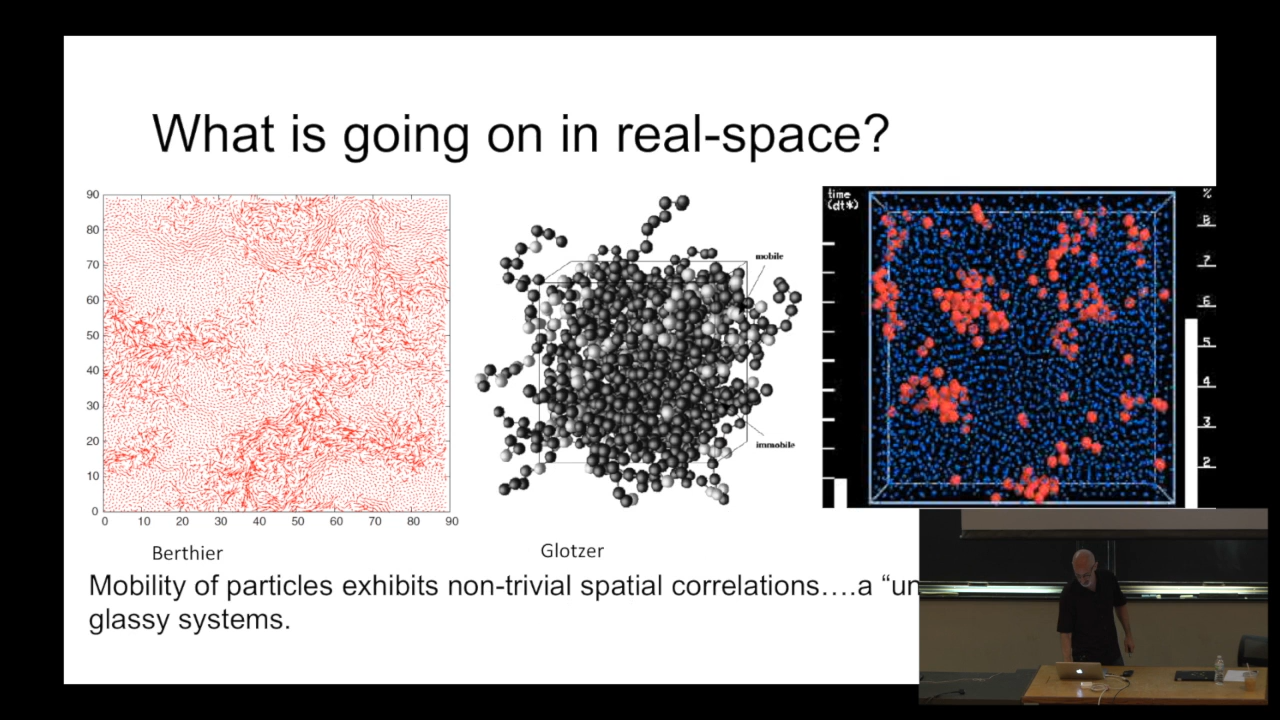 What is going on in real-space?
90
80
70
60
50
40
30
20
10
0
0 10 20 30 40 50 60 70 80 90
mobile
immobile
time
(dt*)
%
8
7
6
5
4
3
2
Berthier
Glotzer
Mobility of particles exhibits non-trivial spatial correlations….a “un
glassy systems.